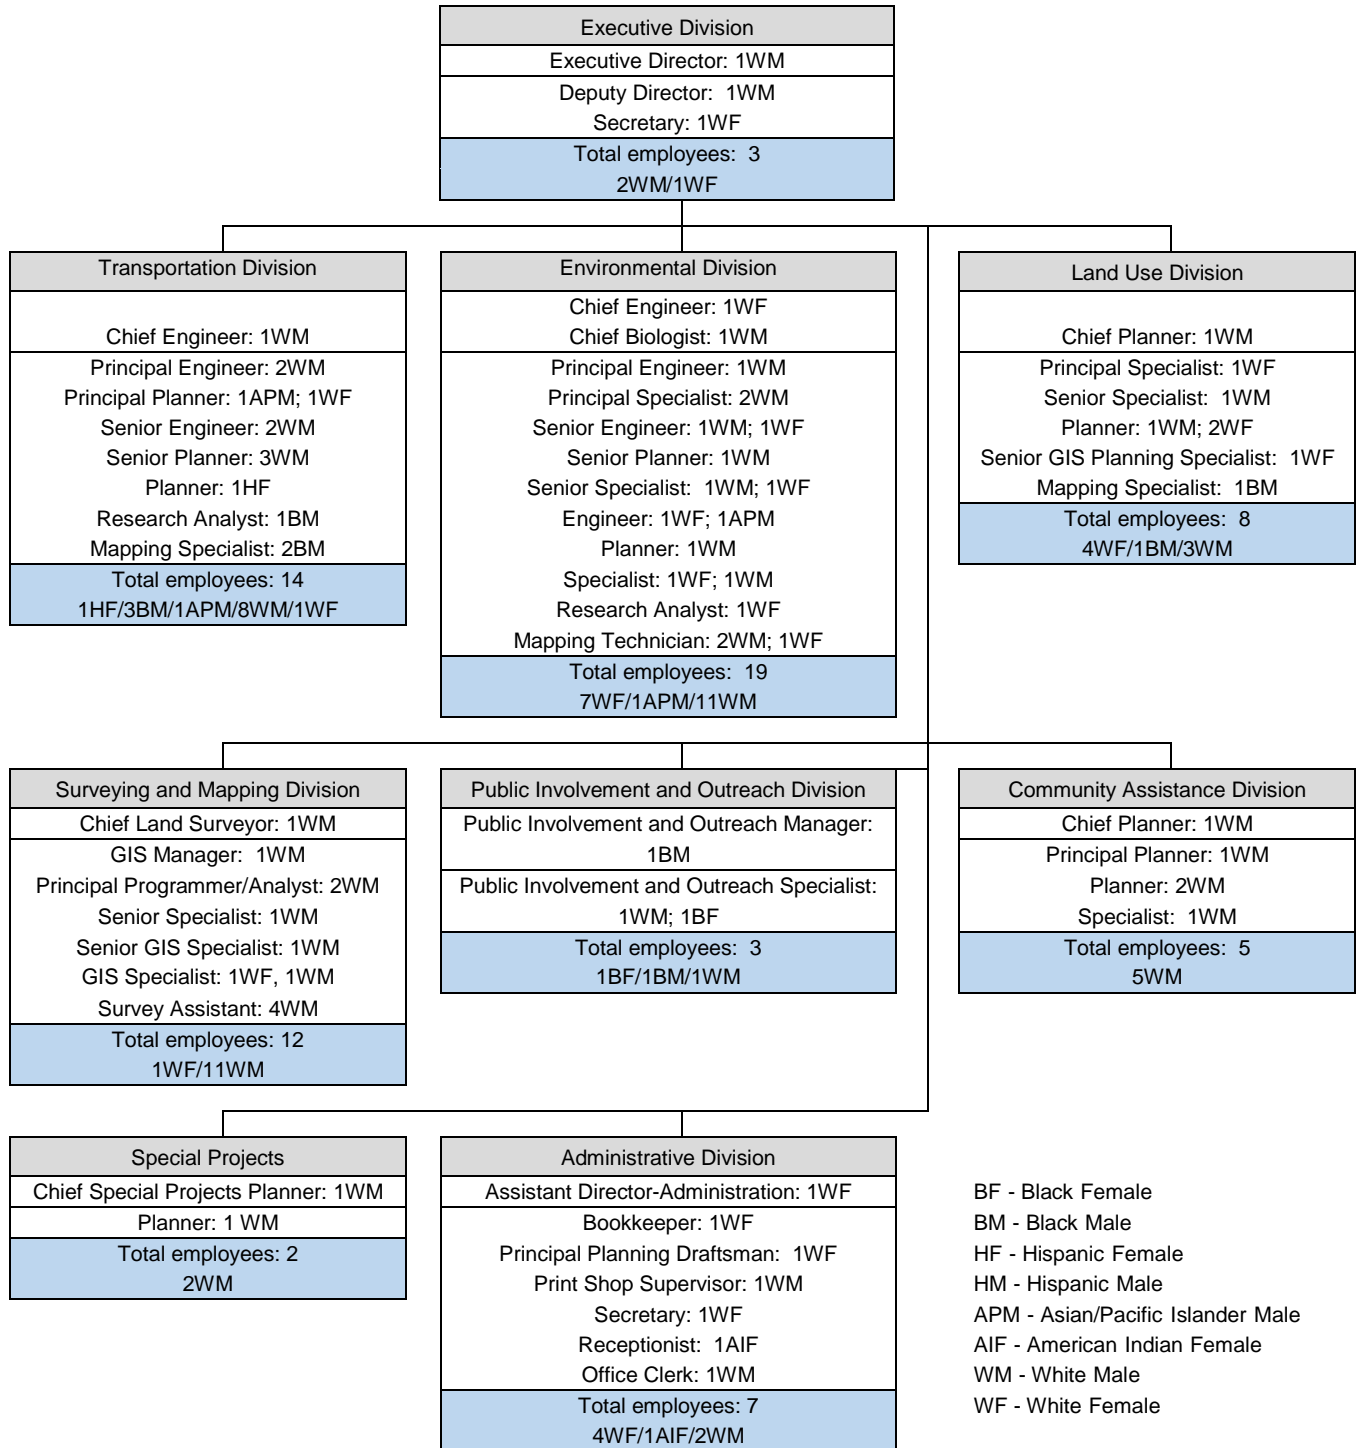 Executive Division
Executive Director: 1WM
Deputy Director: 1WM
Secretary: 1WF
Total employees: 3
2WM/1WF
Transportation Division
Chief Engineer: 1WM
Principal Engineer: 2WM
Principal Planner: 1APM; 1WF
Senior Engineer: 2WM
Senior Planner: 3WM
Planner: 1HF
Research Analyst: 1BM
Mapping Specialist: 2BM
Total employees: 14
1HF/3BM/1APM/8WM/1WF
Environmental Division
Chief Engineer: 1WF
Chief Biologist: 1WM
Principal Engineer: 1WM
Principal Specialist: 2WM
Senior Engineer: 1WM; 1WF
Senior Planner: 1WM
Senior Specialist: 1WM; 1WF
Engineer: 1WF; 1APM
Planner: 1WM
Specialist: 1WF; 1WM
Research Analyst: 1WF
Mapping Technician: 2WM; 1WF
Total employees: 19
7WF/1APM/11WM
Land Use Division
Chief Planner: 1WM
Principal Specialist: 1WF
Senior Specialist: 1WM
Planner: 1WM; 2WF
Senior GIS Planning Specialist: 1WF
Mapping Specialist: 1BM
Total employees: 8
4WF/1BM/3WM
Surveying and Mapping Division
Chief Land Surveyor: 1WM
GIS Manager: 1WM
Principal Programmer/Analyst: 2WM
Senior Specialist: 1WM
Senior GIS Specialist: 1WM
GIS Specialist: 1WF, 1WM
Survey Assistant: 4WM
Total employees: 12
1WF/11WM
Public Involvement and Outreach Division
Public Involvement and Outreach Manager:
1BM
Public Involvement and Outreach Specialist:
1WM; 1BF
Total employees: 3
1BF/1BM/1WM
Community Assistance Division
Chief Planner: 1WM
Principal Planner: 1WM
Planner: 2WM
Specialist: 1WM
Total employees: 5
5WM
Special Projects
Chief Special Projects Planner: 1WM
Planner: 1 WM
Total employees: 2
2WM
Administrative Division
Assistant Director-Administration: 1WF
Bookkeeper: 1WF
Principal Planning Draftsman: 1WF
Print Shop Supervisor: 1WM
Secretary: 1WF
Receptionist: 1AIF
Office Clerk: 1WM
Total employees: 7
4WF/1AIF/2WM
BF - Black Female
BM - Black Male
HF - Hispanic Female
HM - Hispanic Male
APM - Asian/Pacific Islander Male
AIF - American Indian Female
WM - White Male
WF - White Female